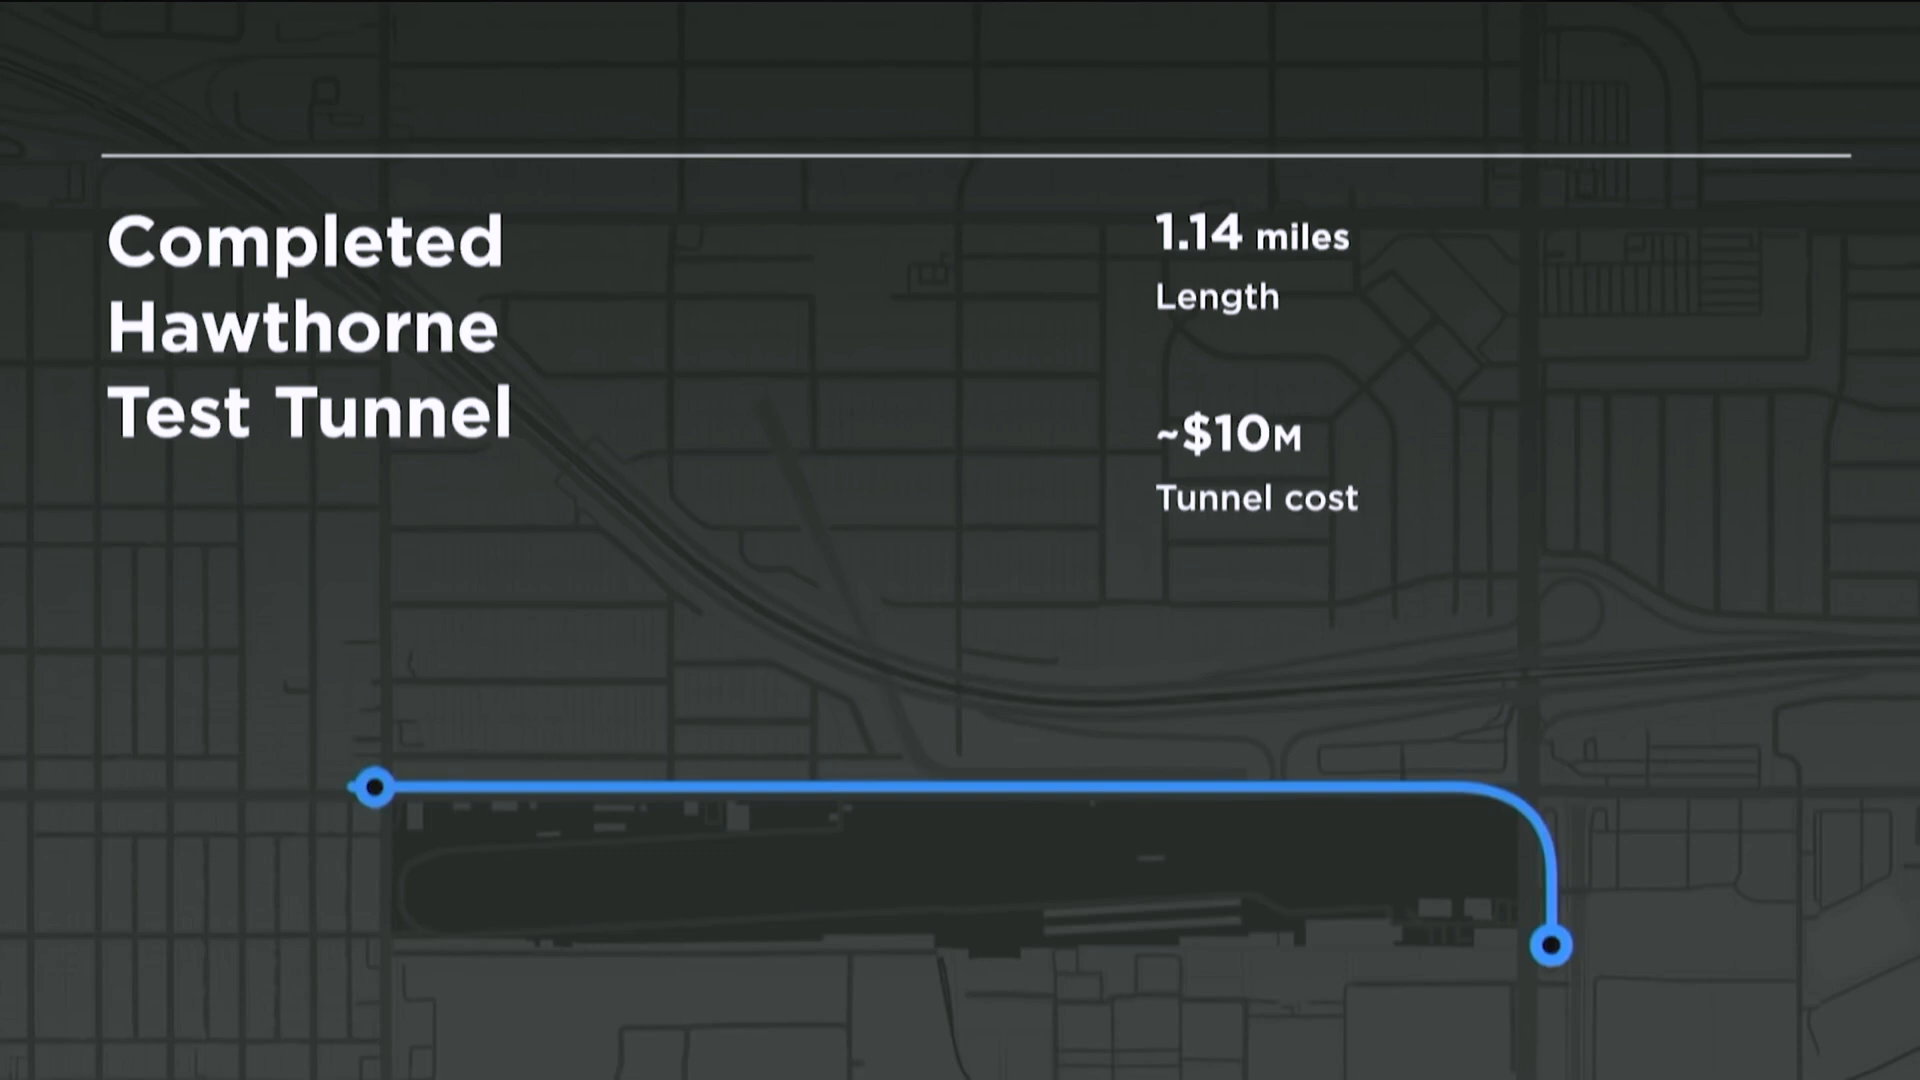 Completed
Hawthorne
Test Tunnel
1.14 miles
Length
~$10M
Tunnel cost